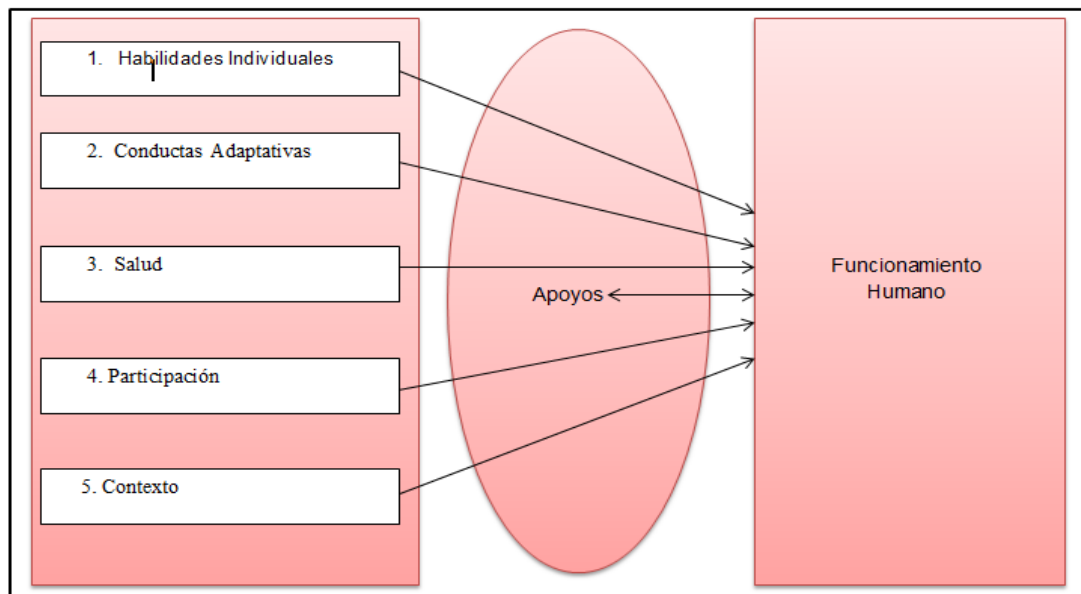 1. Habilidades Individuales
2. Conductas Adaptativas
3. Salud
4. Participación
5. Contexto
Apoyos
Funcionamiento
Humano